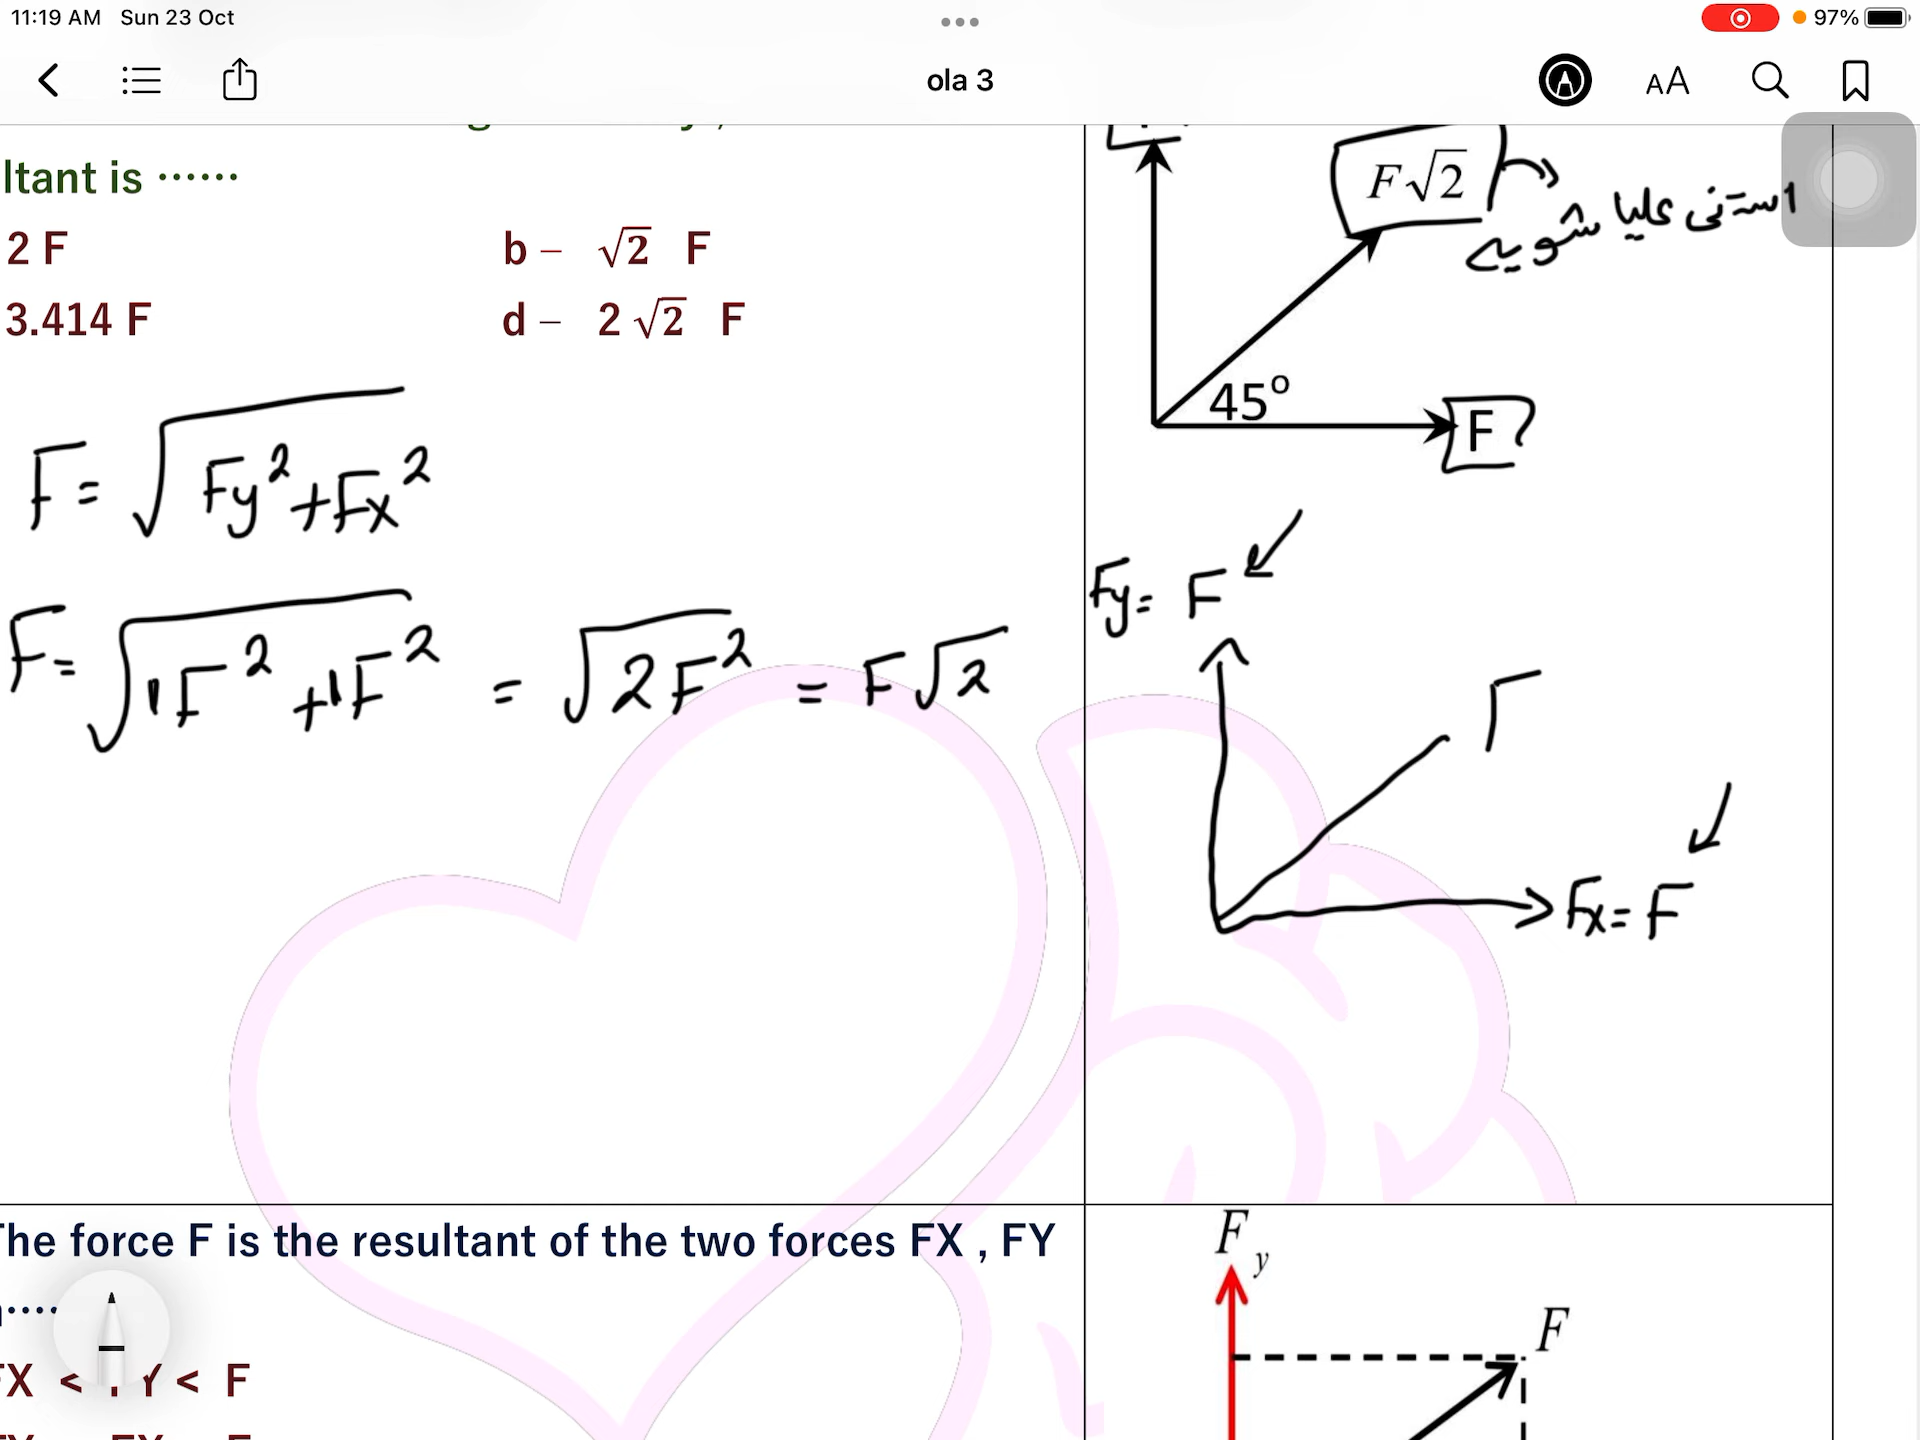 11:19 AM Sun 23 Oct
97%
ola 3
AA
ltant is ······
2 F
b – √2 F
3.414 F
d – 2 √2 F
F√2
استنى عليا شويه
45°
F ?
F = √Fy² + Fx²
F = √1F² + 1F² = √2F² = F√2
Fy = F
Fx = F
The force F is the resultant of the two forces FX , FY
FX < Y < F
F y
F